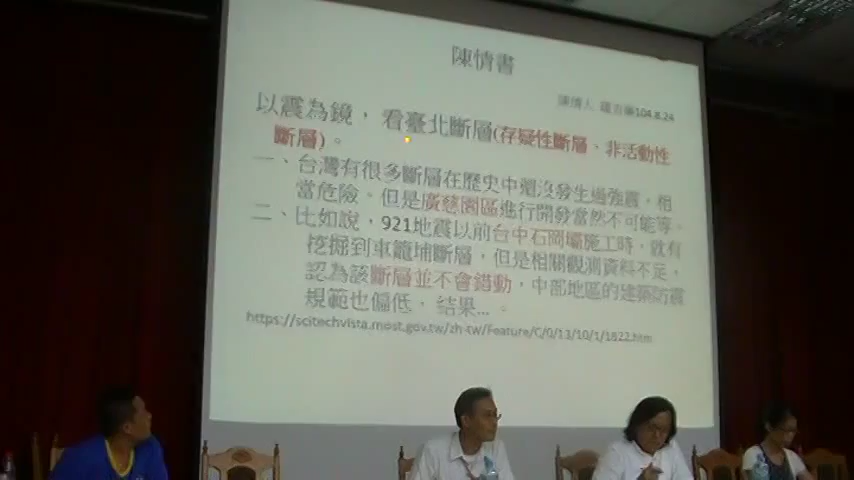 陳情書
陳情人 104.8.24
以震為鏡，看臺北斷層(存疑性斷層、非活動性
斷層)。
一、台灣有很多斷層在歷史中還沒發生過強震，相
當危險。但是廣慈園區進行開發當然不可能等。
二、比如說，921地震以前台中石岡壩施工時，就有
挖掘到車籠埔斷層，但是相關觀測資料不足，
認為該斷層並不會錯動，中部地區的建築防震
規範也偏低，結果...。
https://scitechvista.most.gov.tw/zh-tw/Feature/C/0/13/10/1/1822.htm